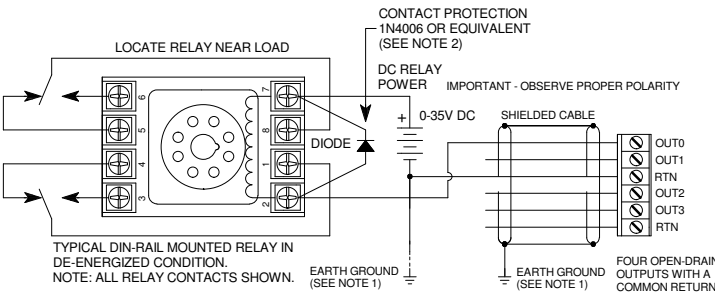 CONTACT PROTECTION
1N4006 OR EQUIVALENT
(SEE NOTE 2)
LOCATE RELAY NEAR LOAD
DC RELAY
POWER
IMPORTANT - OBSERVE PROPER POLARITY
+ 0-35V DC
SHIELDED CABLE
DIODE
6
5
4
3
7
8
1
2
OUT0
OUT1
RTN
OUT2
OUT3
RTN
TYPICAL DIN-RAIL MOUNTED RELAY IN
DE-ENERGIZED CONDITION.
NOTE: ALL RELAY CONTACTS SHOWN.
EARTH GROUND
(SEE NOTE 1)
EARTH GROUND
(SEE NOTE 1)
FOUR OPEN-DRAIN
OUTPUTS WITH A
COMMON RETURN